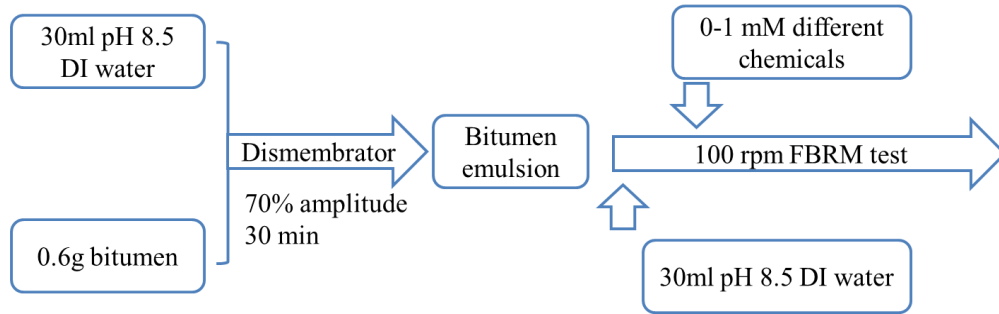 30ml pH 8.5
DI water
0.6g bitumen
Dismembrator
70% amplitude
30 min
Bitumen
emulsion
0-1 mM different
chemicals
100 rpm FBRM test
30ml pH 8.5 DI water